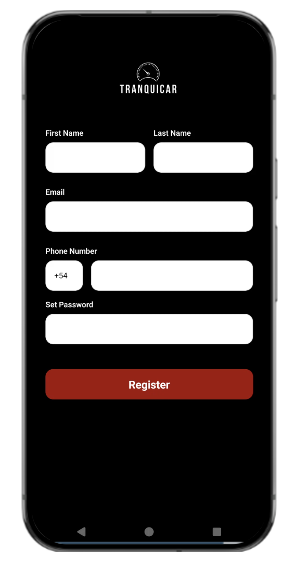 TRANQUICAR
First Name Last Name
Email
Phone Number
+54
Set Password
Register